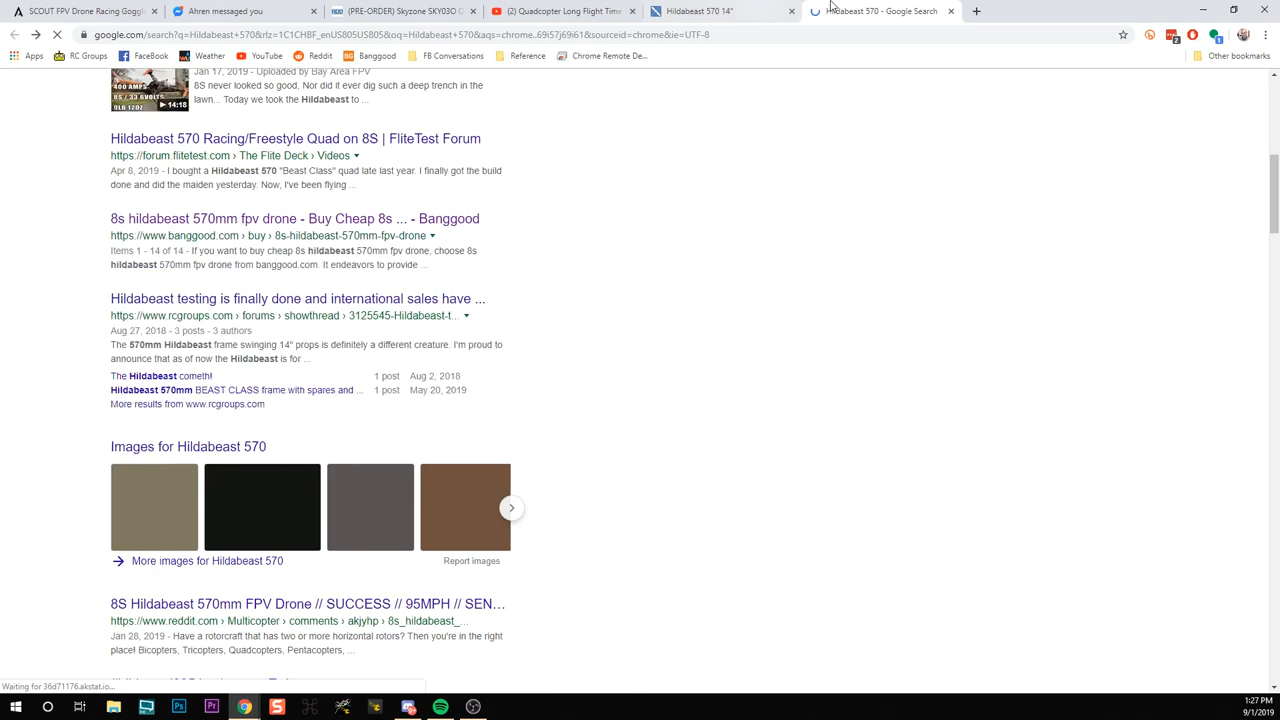 SCOUT FPV Drone Racing Goggl
Ahren messaged you
(PRE-ORDER) Skyzone SKY03O O
(2) Quadcopter Long Flight Time
Hildabeast 570 14"
Hildabeast 570 - Google Search
google.com/search?q=Hildabeast+570&rlz=1C1CHBF_enUS805US805&oq=Hildabeast+570&aqs=chrome..69i57j69i61&sourceid=chrome&ie=UTF-8
Apps RC Groups FaceBook Weather YouTube Reddit Banggood FB Conversations Reference Chrome Remote De... Other bookmarks
400 AMPS
8S / 33.6VOLTS
9LB 12OZ
14:18
Jan 17, 2019 - Uploaded by Bay Area FPV
8S never looked so good, Nor did it ever dig such a deep trench in the
lawn... Today we took the Hildabeast to ...
Hildabeast 570 Racing/Freestyle Quad on 8S | FliteTest Forum
https://forum.flitetest.com › The Flite Deck › Videos
Apr 8, 2019 - I bought a Hildabeast 570 "Beast Class" quad late last year. I finally got the build
done and did the maiden yesterday. Now, I've been flying ...
8s hildabeast 570mm fpv drone - Buy Cheap 8s ... - Banggood
https://www.banggood.com › buy › 8s-hildabeast-570mm-fpv-drone
Items 1 - 14 of 14 - If you want to buy cheap 8s hildabeast 570mm fpv drone, choose 8s
hildabeast 570mm fpv drone from banggood.com. It endeavors to provide ...
Hildabeast testing is finally done and international sales have ...
https://www.rcgroups.com › forums › showthread › 3125545-Hildabeast-t...
Aug 27, 2018 - 3 posts - 3 authors
The 570mm Hildabeast frame swinging 14" props is definitely a different creature. I'm proud to
announce that as of now the Hildabeast is for ...
The Hildabeast cometh! 1 post Aug 2, 2018
Hildabeast 570mm BEAST CLASS frame with spares and ... 1 post May 20, 2019
More results from www.rcgroups.com
Images for Hildabeast 570
More images for Hildabeast 570
Report images
8S Hildabeast 570mm FPV Drone // SUCCESS // 95MPH // SEN...
https://www.reddit.com › Multicopter › comments › akjyhp › 8s_hildabeast_...
Jan 28, 2019 - Have a rotorcraft that has two or more horizontal rotors? Then you're in the right
place! Bicopters, Tricopters, Quadcopters, Pentacopters, ...
Waiting for 36d71176.akstat.io...
1:27 PM
9/1/2019